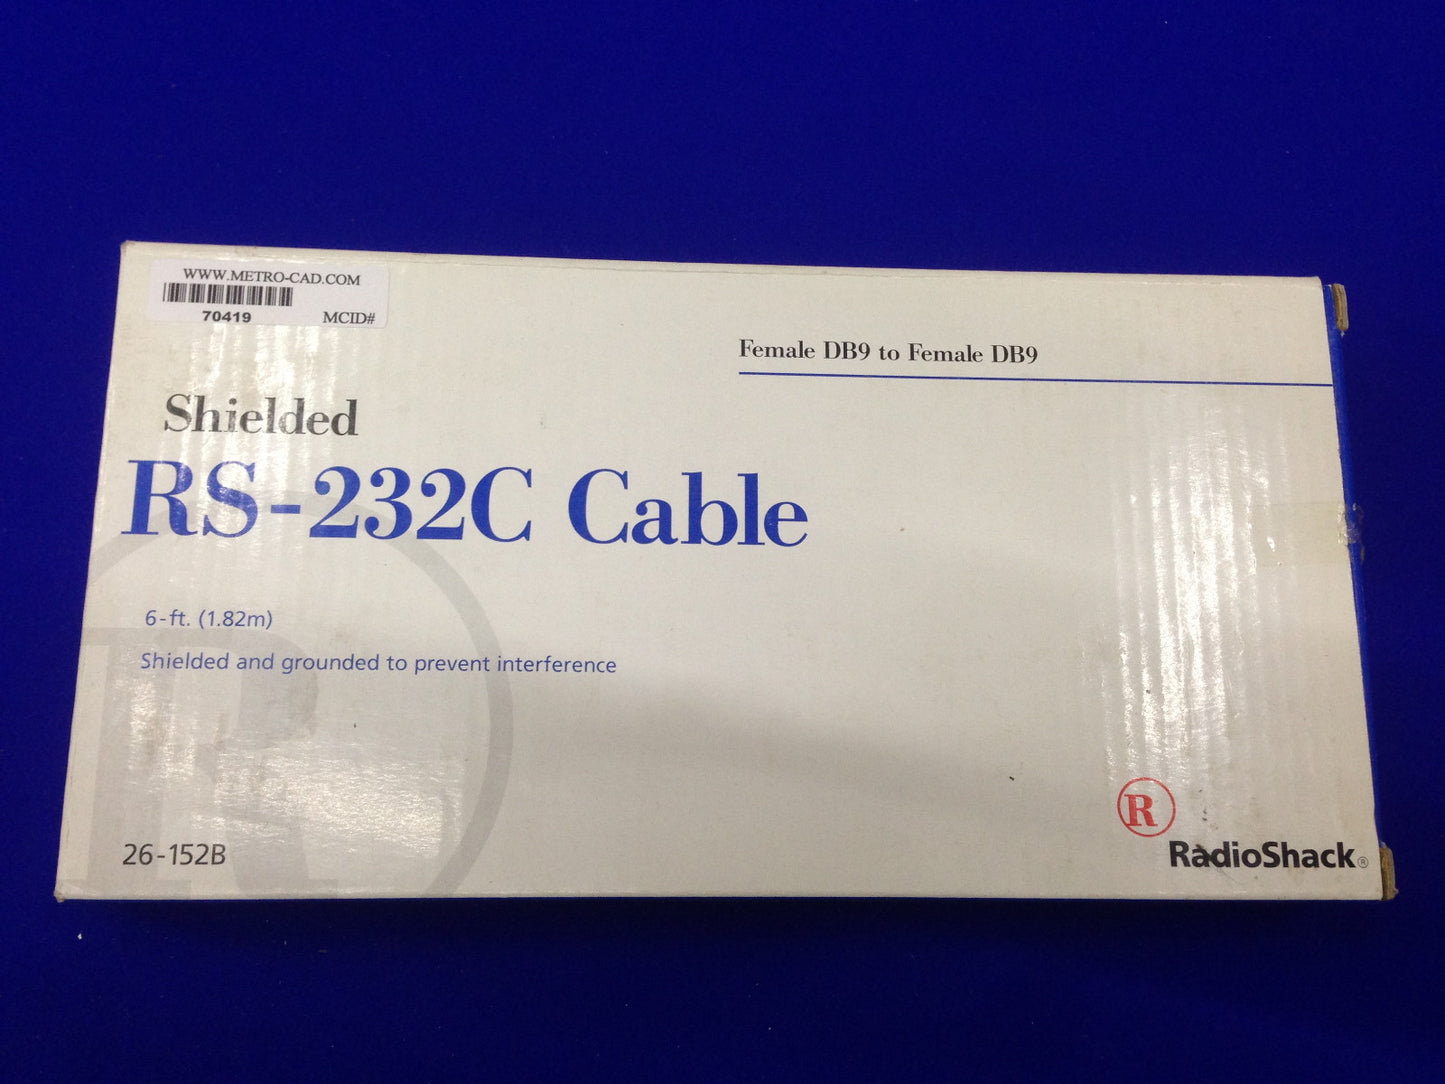 WWW.METRO-CAD.COM
70419 MCID#
Female DB9 to Female DB9
Shielded
RS-232C Cable
6-ft. (1.82m)
Shielded and grounded to prevent interference
R
RadioShack®
26-152B